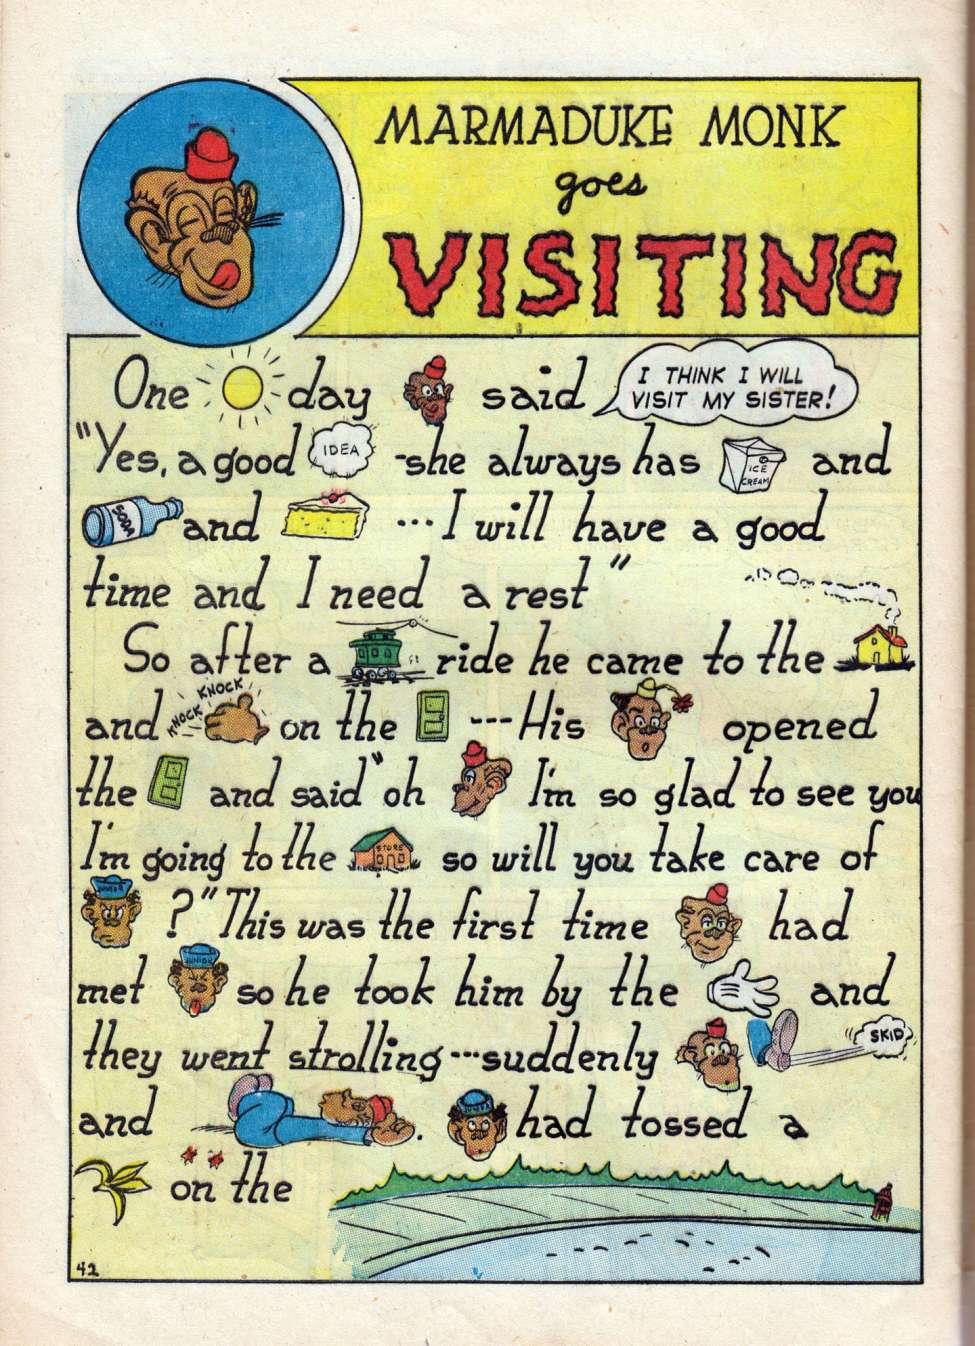 MARMADUKE MONK
goes
VISITING
One day said I THINK I WILL
VISIT MY SISTER!
"Yes, a good IDEA -she always has ICE
CREAM and
SODA and ...I will have a good
time and I need a rest"
So after a ride he came to the
and KNOCK KNOCK on the ---His opened
the and said "oh I'm so glad to see you
I'm going to the STORE so will you take care of
JUNIOR ?" This was the first time had
met JUNIOR so he took him by the and
they went strolling---suddenly SKID
and . JUNIOR had tossed a
on the
42